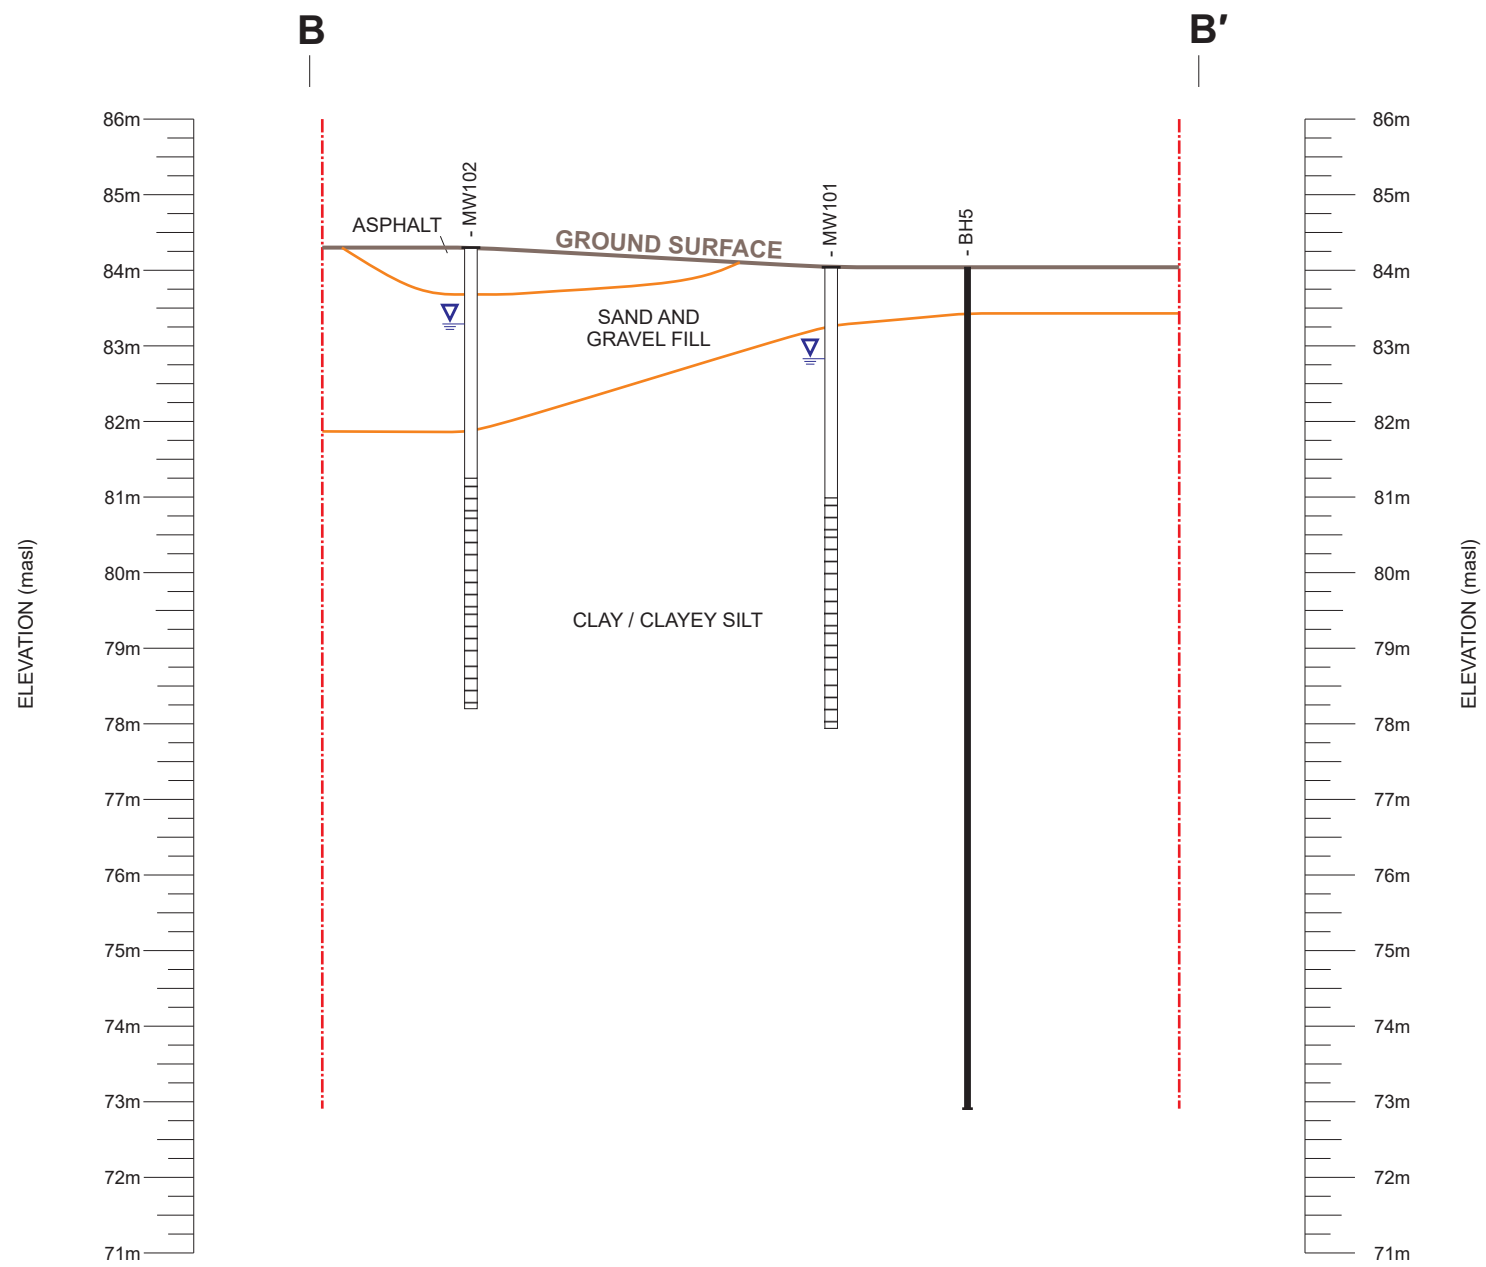 B
B′
86m
86m
85m
85m
84m
84m
83m
83m
82m
82m
81m
81m
80m
80m
79m
79m
78m
78m
77m
77m
76m
76m
75m
75m
74m
74m
73m
73m
72m
72m
71m
71m
ELEVATION (masl)
ELEVATION (masl)
- MW102
- MW101
- BH5
ASPHALT
GROUND SURFACE
SAND AND
GRAVEL FILL
CLAY / CLAYEY SILT